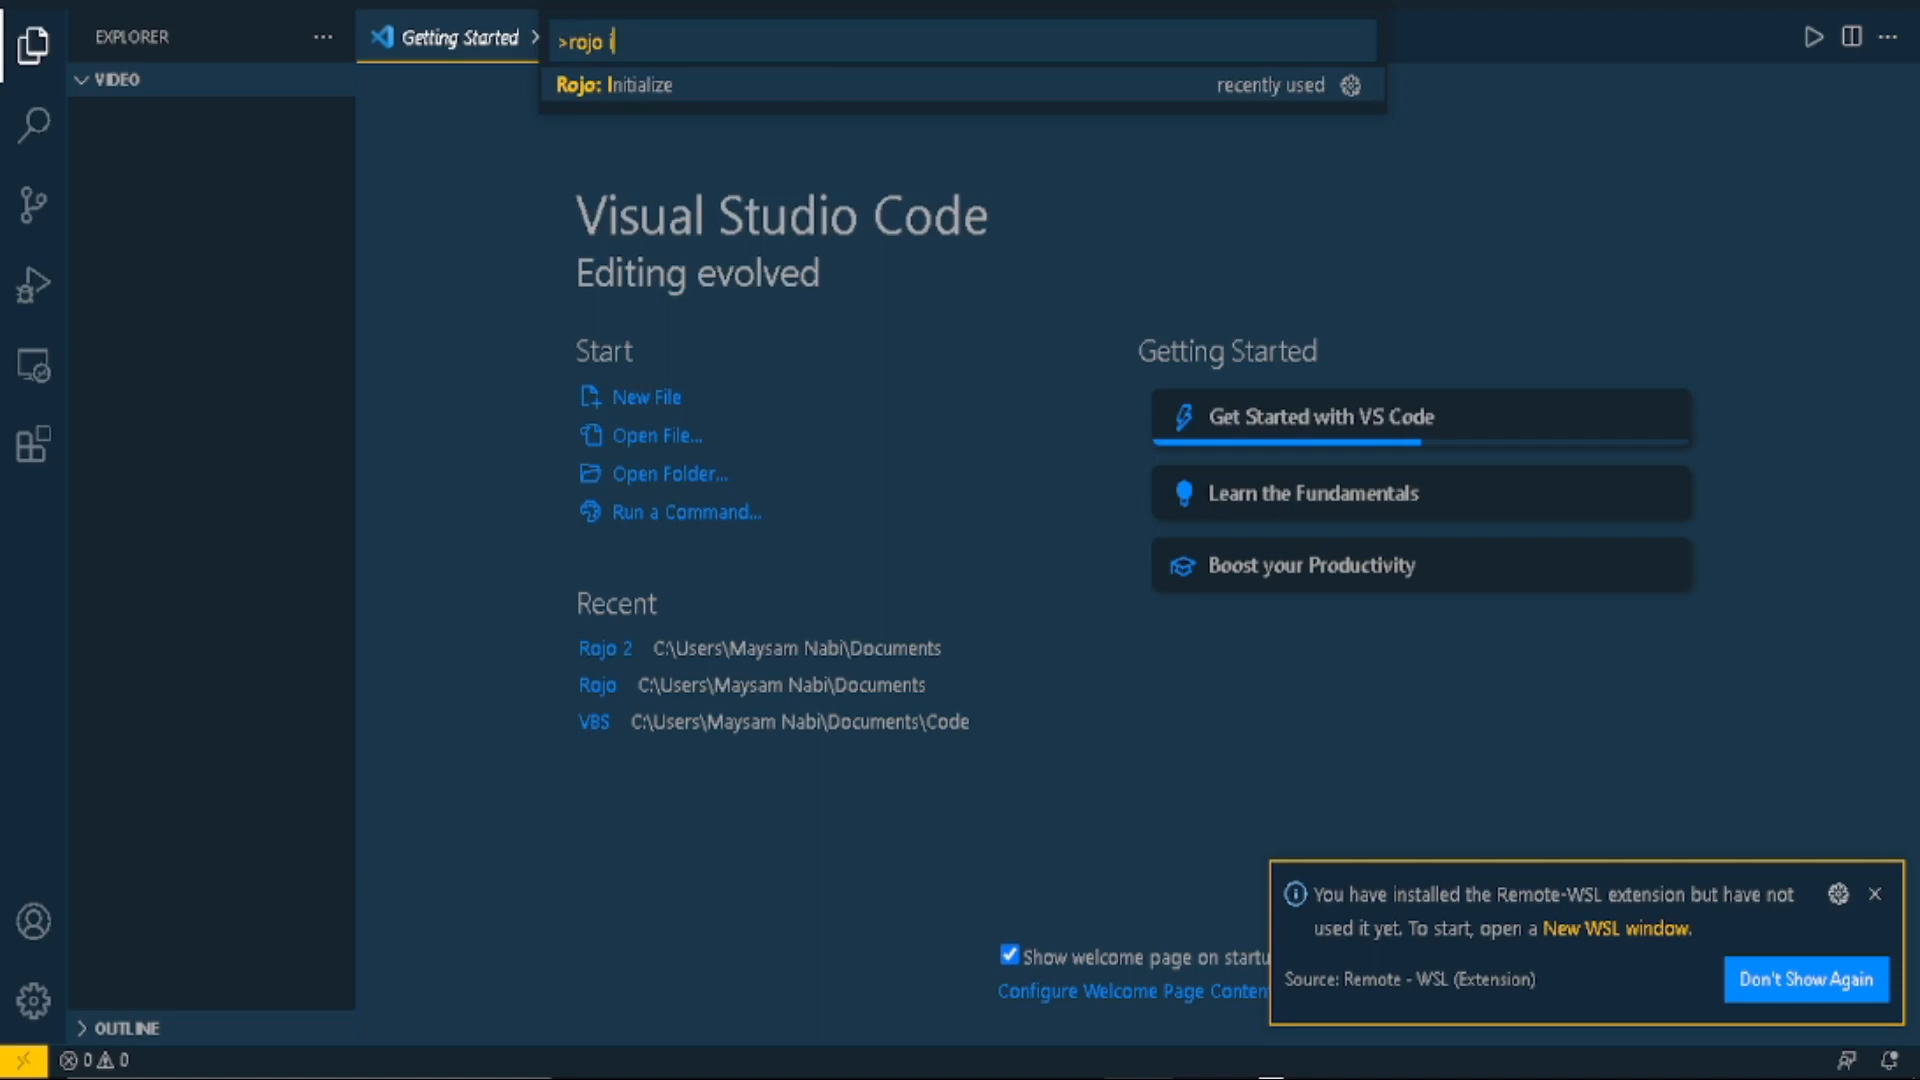 EXPLORER
Getting Started
>rojo i
VIDEO
Rojo: Initialize
recently used
Visual Studio Code
Editing evolved
Start
New File
Open File...
Open Folder...
Run a Command...
Getting Started
Get Started with VS Code
Learn the Fundamentals
Boost your Productivity
Recent
Rojo 2 C:\Users\Maysam Nabi\Documents
Rojo C:\Users\Maysam Nabi\Documents
VBS C:\Users\Maysam Nabi\Documents\Code
You have installed the Remote-WSL extension but have not
used it yet. To start, open a New WSL window.
Source: Remote - WSL (Extension)
Don't Show Again
Show welcome page on startu
Configure Welcome Page Conten
OUTLINE
0 0